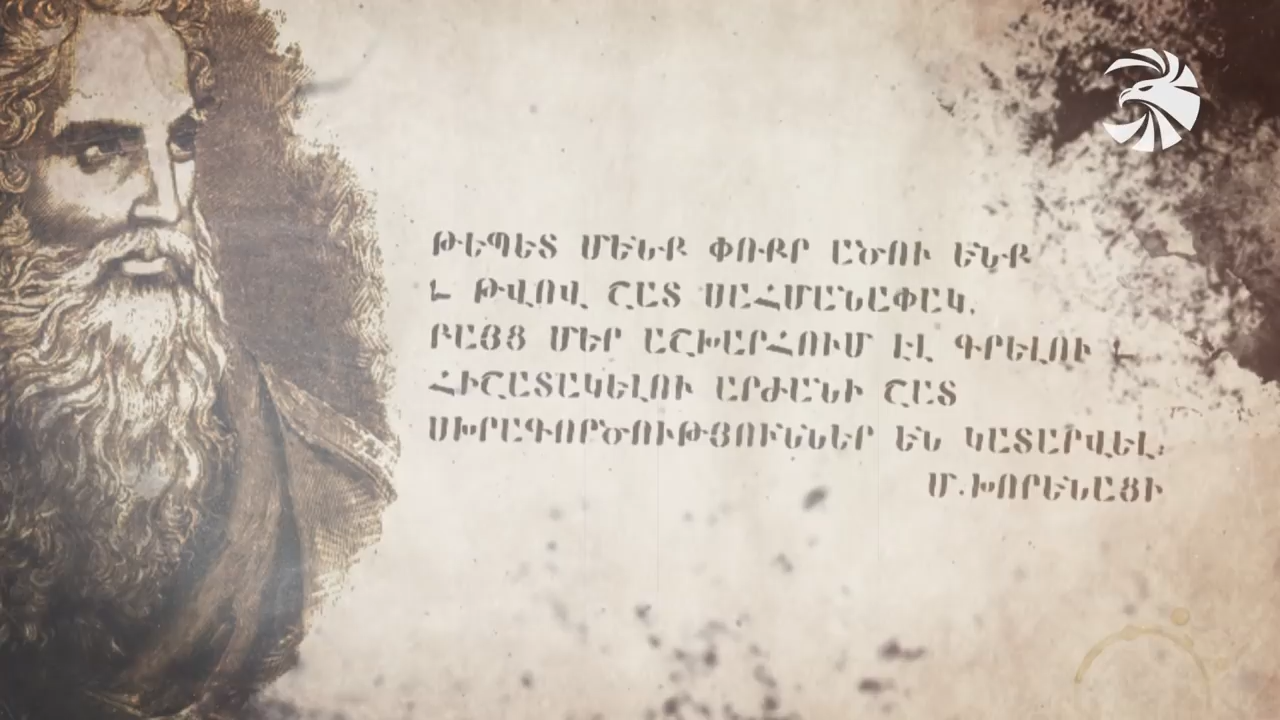 ԹԵՊԵՏ ՄԵՆՔ ՓՈՔՐ ԱԾՈՒ ԵՆՔ
և ԹՎՈՎ ՇԱՏ ՍԱՀՄԱՆԱՓԱԿ,
ԲԱՅՑ ՄԵՐ ԱՇԽԱՐՀՈՒՄ ԷԼ ԳՐԵԼՈՒ և
ՀԻՇԱՏԱԿԵԼՈՒ ԱՐԺԱՆԻ ՇԱՏ
ՍԽՐԱԳՈՐԾՈՒԹՅՈՒՆՆԵՐ ԵՆ ԿԱՏԱՐՎԵԼ:
Մ.ԽՈՐԵՆԱՑԻ